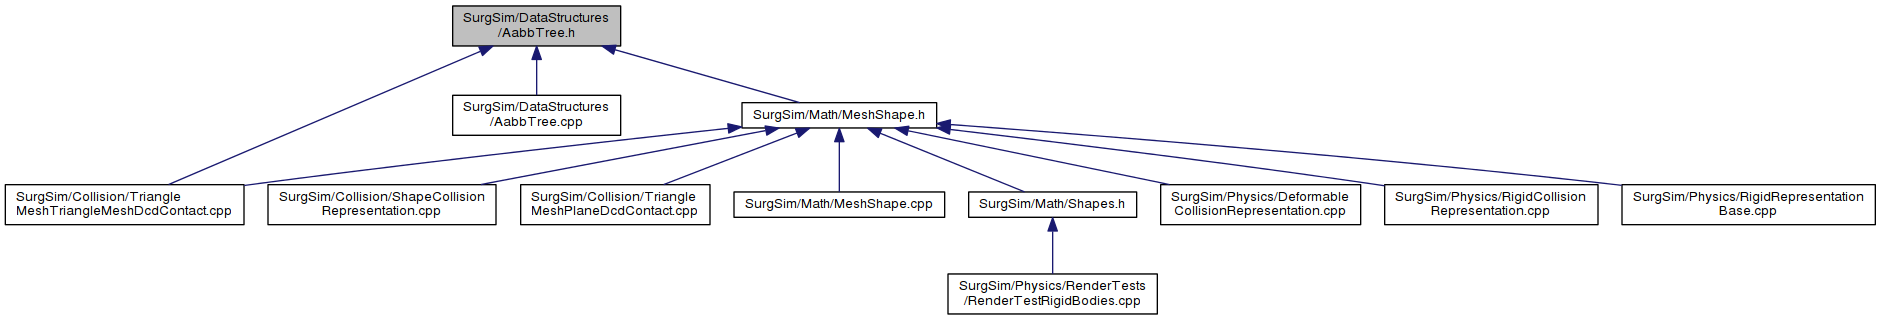 SurgSim/DataStructures
/AabbTree.h
SurgSim/DataStructures
/AabbTree.cpp
SurgSim/Math/MeshShape.h
SurgSim/Collision/Triangle
MeshTriangleMeshDcdContact.cpp
SurgSim/Collision/ShapeCollision
Representation.cpp
SurgSim/Collision/Triangle
MeshPlaneDcdContact.cpp
SurgSim/Math/MeshShape.cpp
SurgSim/Math/Shapes.h
SurgSim/Physics/Deformable
CollisionRepresentation.cpp
SurgSim/Physics/RigidCollision
Representation.cpp
SurgSim/Physics/RigidRepresentation
Base.cpp
SurgSim/Physics/RenderTests
/RenderTestRigidBodies.cpp